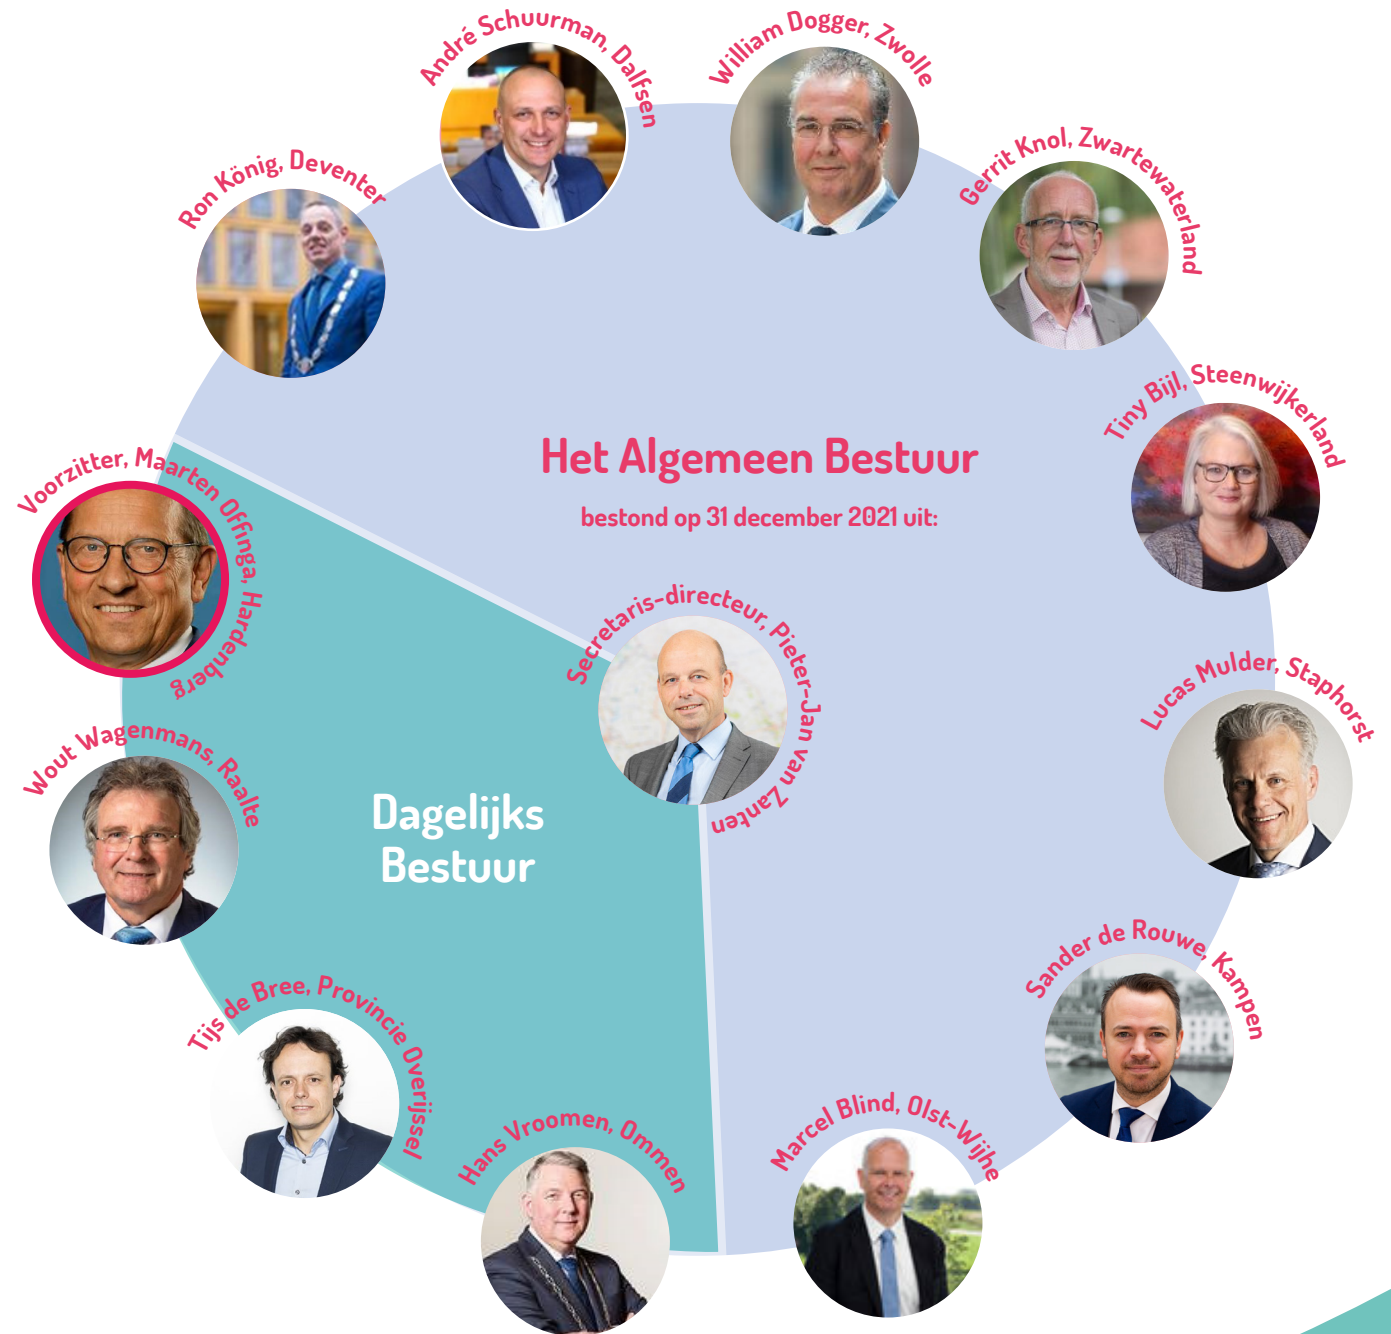 André Schuurman, Dalfsen
William Dogger, Zwolle
Ron König, Deventer
Gerrit Knol, Zwartewaterland
Tiny Bijl, Steenwijkerland
Het Algemeen Bestuur
bestond op 31 december 2021 uit:
Voorzitter, Maarten Offinga, Hardenberg
Secretaris-directeur, Pieter-Jan van Zanten
Lucas Mulder, Staphorst
Wout Wagenmans, Raalte
Dagelijks
Bestuur
Sander de Rouwe, Kampen
Tijs de Bree, Provincie Overijssel
Hans Vroomen, Ommen
Marcel Blind, Olst-Wijhe